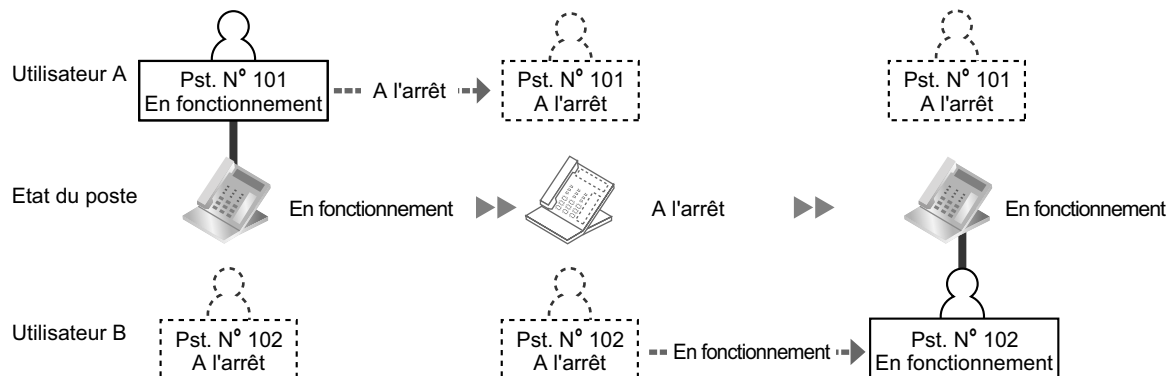 Utilisateur A
Pst. N° 101
En fonctionnement
A l'arrêt
Pst. N° 101
A l'arrêt
Pst. N° 101
A l'arrêt
Etat du poste
En fonctionnement
A l'arrêt
En fonctionnement
Utilisateur B
Pst. N° 102
A l'arrêt
Pst. N° 102
A l'arrêt
En fonctionnement
Pst. N° 102
En fonctionnement